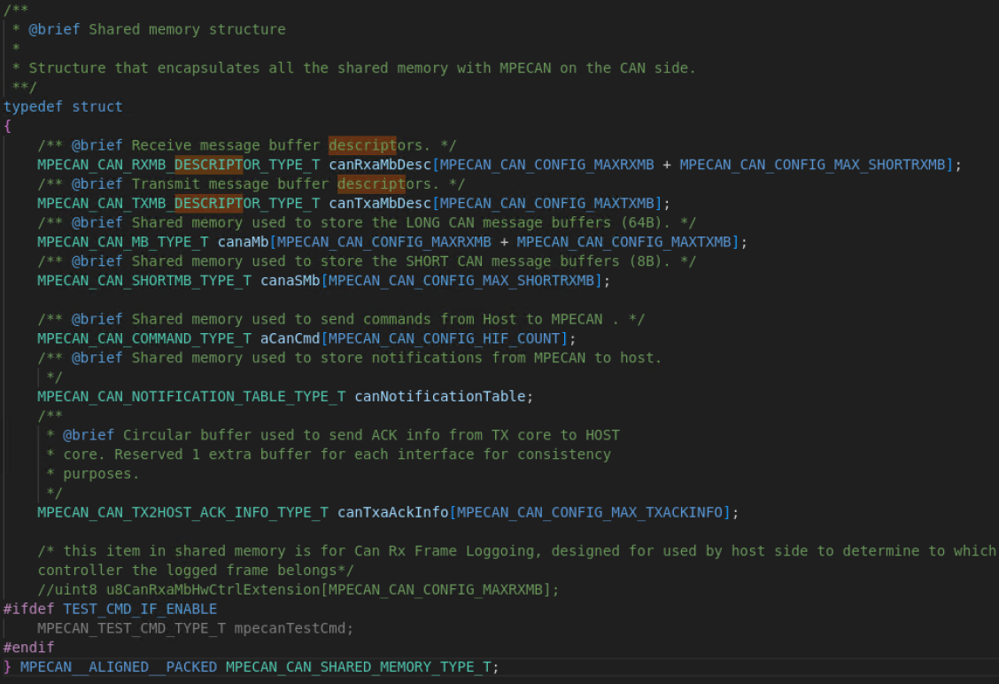 /**
 * @brief Shared memory structure
 *
 * Structure that encapsulates all the shared memory with MPECAN on the CAN side.
 **/
typedef struct
{
    /** @brief Receive message buffer descriptors. */
    MPECAN_CAN_RXMB_DESCRIPTOR_TYPE_T canRxaMbDesc[MPECAN_CAN_CONFIG_MAXRXMB + MPECAN_CAN_CONFIG_MAX_SHORTRXMB];
    /** @brief Transmit message buffer descriptors. */
    MPECAN_CAN_TXMB_DESCRIPTOR_TYPE_T canTxaMbDesc[MPECAN_CAN_CONFIG_MAXTXMB];
    /** @brief Shared memory used to store the LONG CAN message buffers (64B). */
    MPECAN_CAN_MB_TYPE_T canaMb[MPECAN_CAN_CONFIG_MAXRXMB + MPECAN_CAN_CONFIG_MAXTXMB];
    /** @brief Shared memory used to store the SHORT CAN message buffers (8B). */
    MPECAN_CAN_SHORTMB_TYPE_T canaSMb[MPECAN_CAN_CONFIG_MAX_SHORTRXMB];

    /** @brief Shared memory used to send commands from Host to MPECAN . */
    MPECAN_CAN_COMMAND_TYPE_T aCanCmd[MPECAN_CAN_CONFIG_HIF_COUNT];
    /** @brief Shared memory used to store notifications from MPECAN to host.
     */
    MPECAN_CAN_NOTIFICATION_TABLE_TYPE_T canNotificationTable;
    /**
     * @brief Circular buffer used to send ACK info from TX core to HOST
     * core. Reserved 1 extra buffer for each interface for consistency
     * purposes.
     */
    MPECAN_CAN_TX2HOST_ACK_INFO_TYPE_T canTxaAckInfo[MPECAN_CAN_CONFIG_MAX_TXACKINFO];

    /* this item in shared memory is for Can Rx Frame Loggoing, designed for used by host side to determine to which
    controller the logged frame belongs*/
    //uint8 u8CanRxaMbHwCtrlExtension[MPECAN_CAN_CONFIG_MAXRXMB];
#ifdef TEST_CMD_IF_ENABLE
    MPECAN_TEST_CMD_TYPE_T mpecanTestCmd;
#endif
} MPECAN__ALIGNED__PACKED MPECAN_CAN_SHARED_MEMORY_TYPE_T;